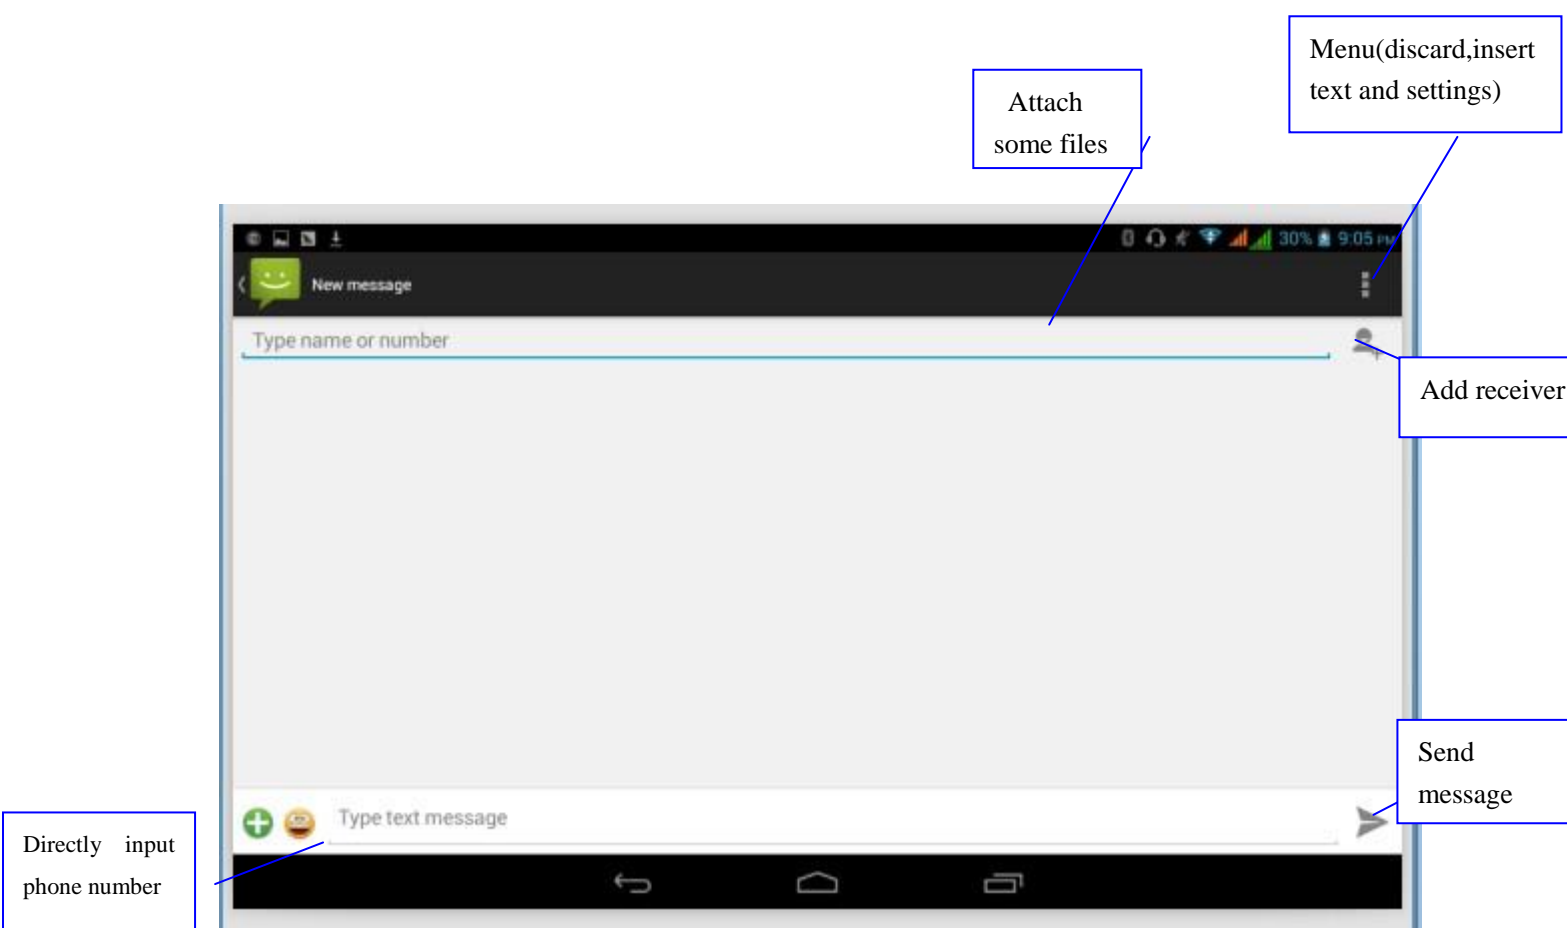 Menu(discard,insert
text and settings)
Attach
some files
30% 9:05 PM
New message
Type name or number
Add receiver
Send
message
Type text message
Directly input
phone number